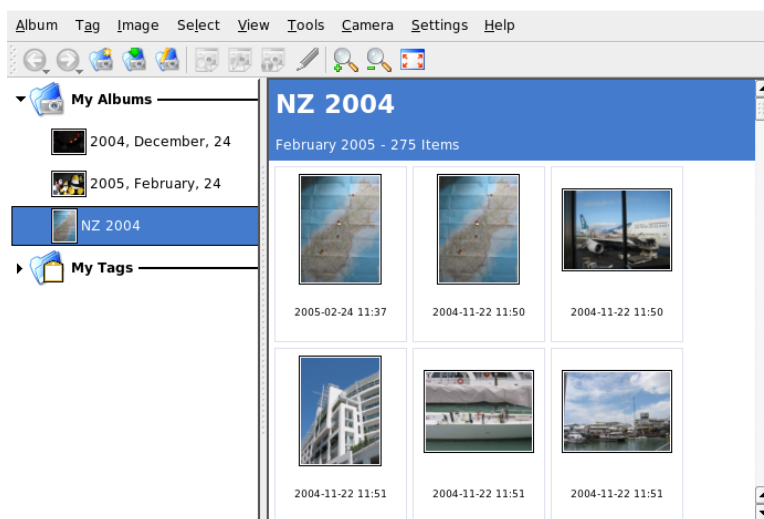 Album Tag Image Select View Tools Camera Settings Help
My Albums
2004, December, 24
2005, February, 24
NZ 2004
My Tags
NZ 2004
February 2005 - 275 Items
2005-02-24 11:37 2004-11-22 11:50 2004-11-22 11:50
2004-11-22 11:51 2004-11-22 11:51 2004-11-22 11:51